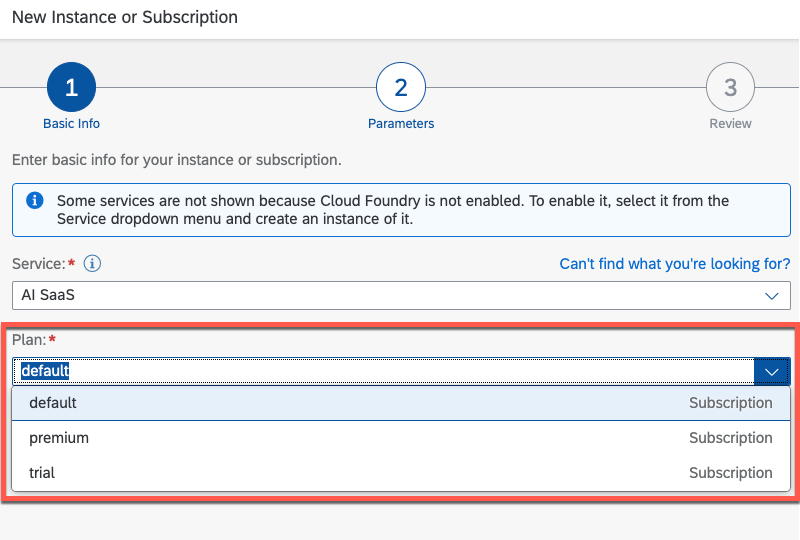 New Instance or Subscription
1
2
3
Basic Info
Parameters
Review
Enter basic info for your instance or subscription.
Some services are not shown because Cloud Foundry is not enabled. To enable it, select it from the
Service dropdown menu and create an instance of it.
Service:*
Can't find what you're looking for?
AI SaaS
Plan:*
default
default Subscription
premium Subscription
trial Subscription